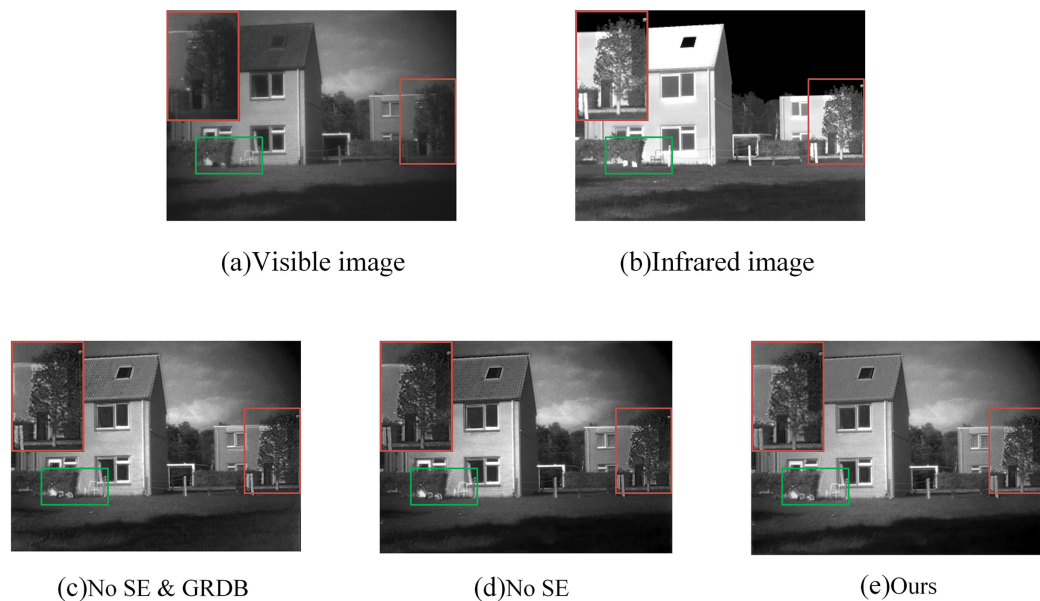 (a)Visible image
(b)Infrared image
(c)No SE & GRDB
(d)No SE
(e)Ours